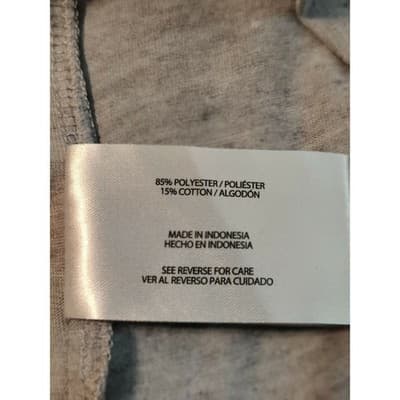 85% POLYESTER / POLIÉSTER
15% COTTON / ALGODÓN
MADE IN INDONESIA
HECHO EN INDONESIA
SEE REVERSE FOR CARE
VER AL REVERSO PARA CUIDADO